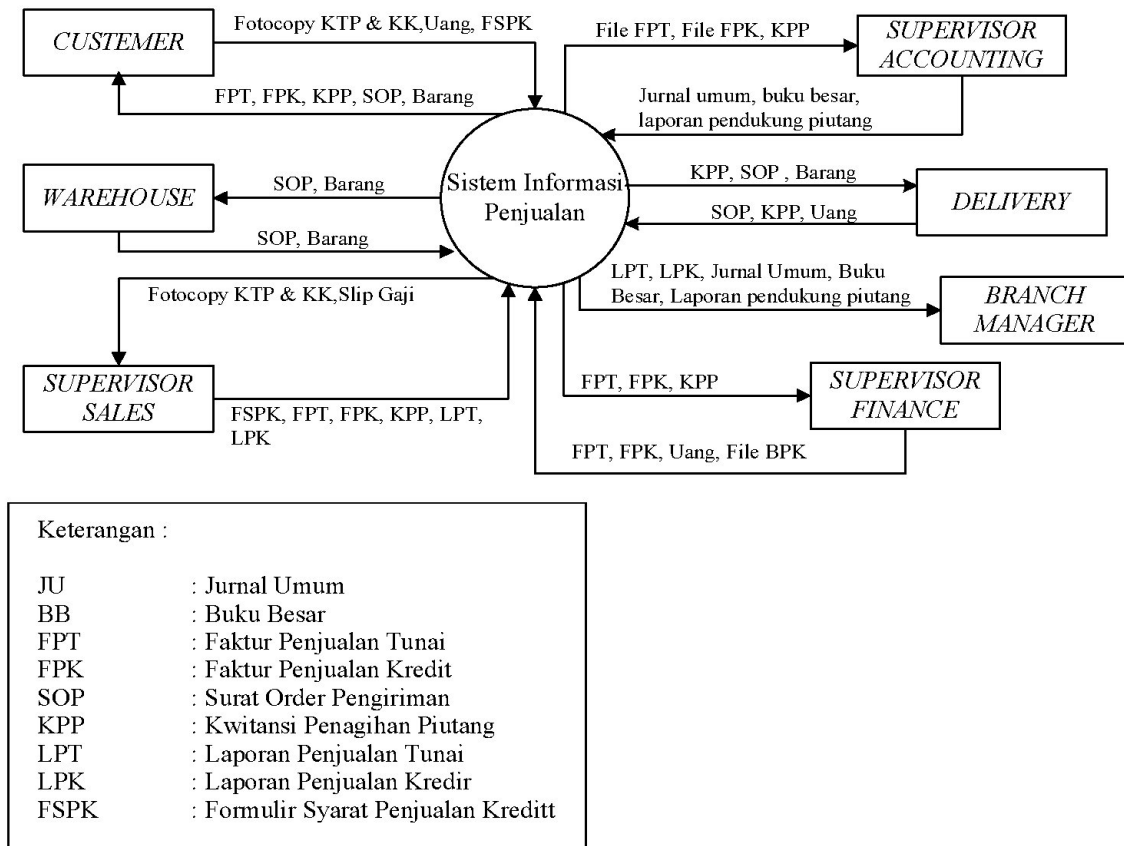 CUSTEMER
Fotocopy KTP & KK,Uang, FSPK
FPT, FPK, KPP, SOP, Barang
File FPT, File FPK, KPP
SUPERVISOR
ACCOUNTING
Jurnal umum, buku besar,
laporan pendukung piutang
WAREHOUSE
SOP, Barang
SOP, Barang
Sistem Informasi
Penjualan
KPP, SOP , Barang
SOP, KPP, Uang
DELIVERY
Fotocopy KTP & KK,Slip Gaji
LPT, LPK, Jurnal Umum, Buku
Besar, Laporan pendukung piutang
BRANCH
MANAGER
SUPERVISOR
SALES
FSPK, FPT, FPK, KPP, LPT,
LPK
FPT, FPK, KPP
SUPERVISOR
FINANCE
FPT, FPK, Uang, File BPK
Keterangan :
JU : Jurnal Umum
BB : Buku Besar
FPT : Faktur Penjualan Tunai
FPK : Faktur Penjualan Kredit
SOP : Surat Order Pengiriman
KPP : Kwitansi Penagihan Piutang
LPT : Laporan Penjualan Tunai
LPK : Laporan Penjualan Kredir
FSPK : Formulir Syarat Penjualan Kreditt